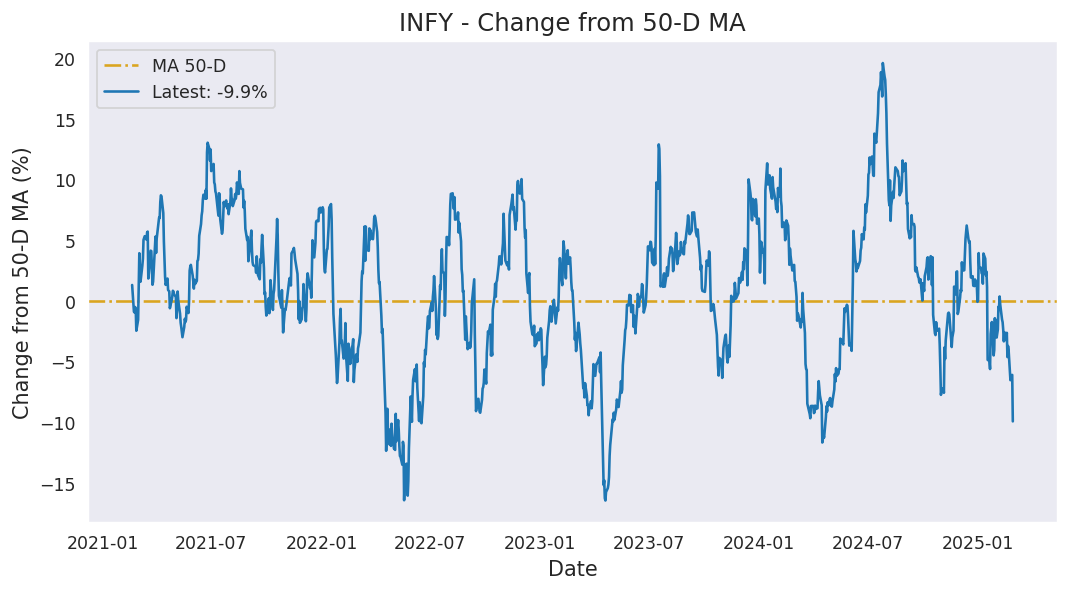 INFY - Change from 50-D MA
MA 50-D
Latest: -9.9%
Change from 50-D MA (%)
20
15
10
5
0
−5
−10
−15
2021-01 2021-07 2022-01 2022-07 2023-01 2023-07 2024-01 2024-07 2025-01
Date